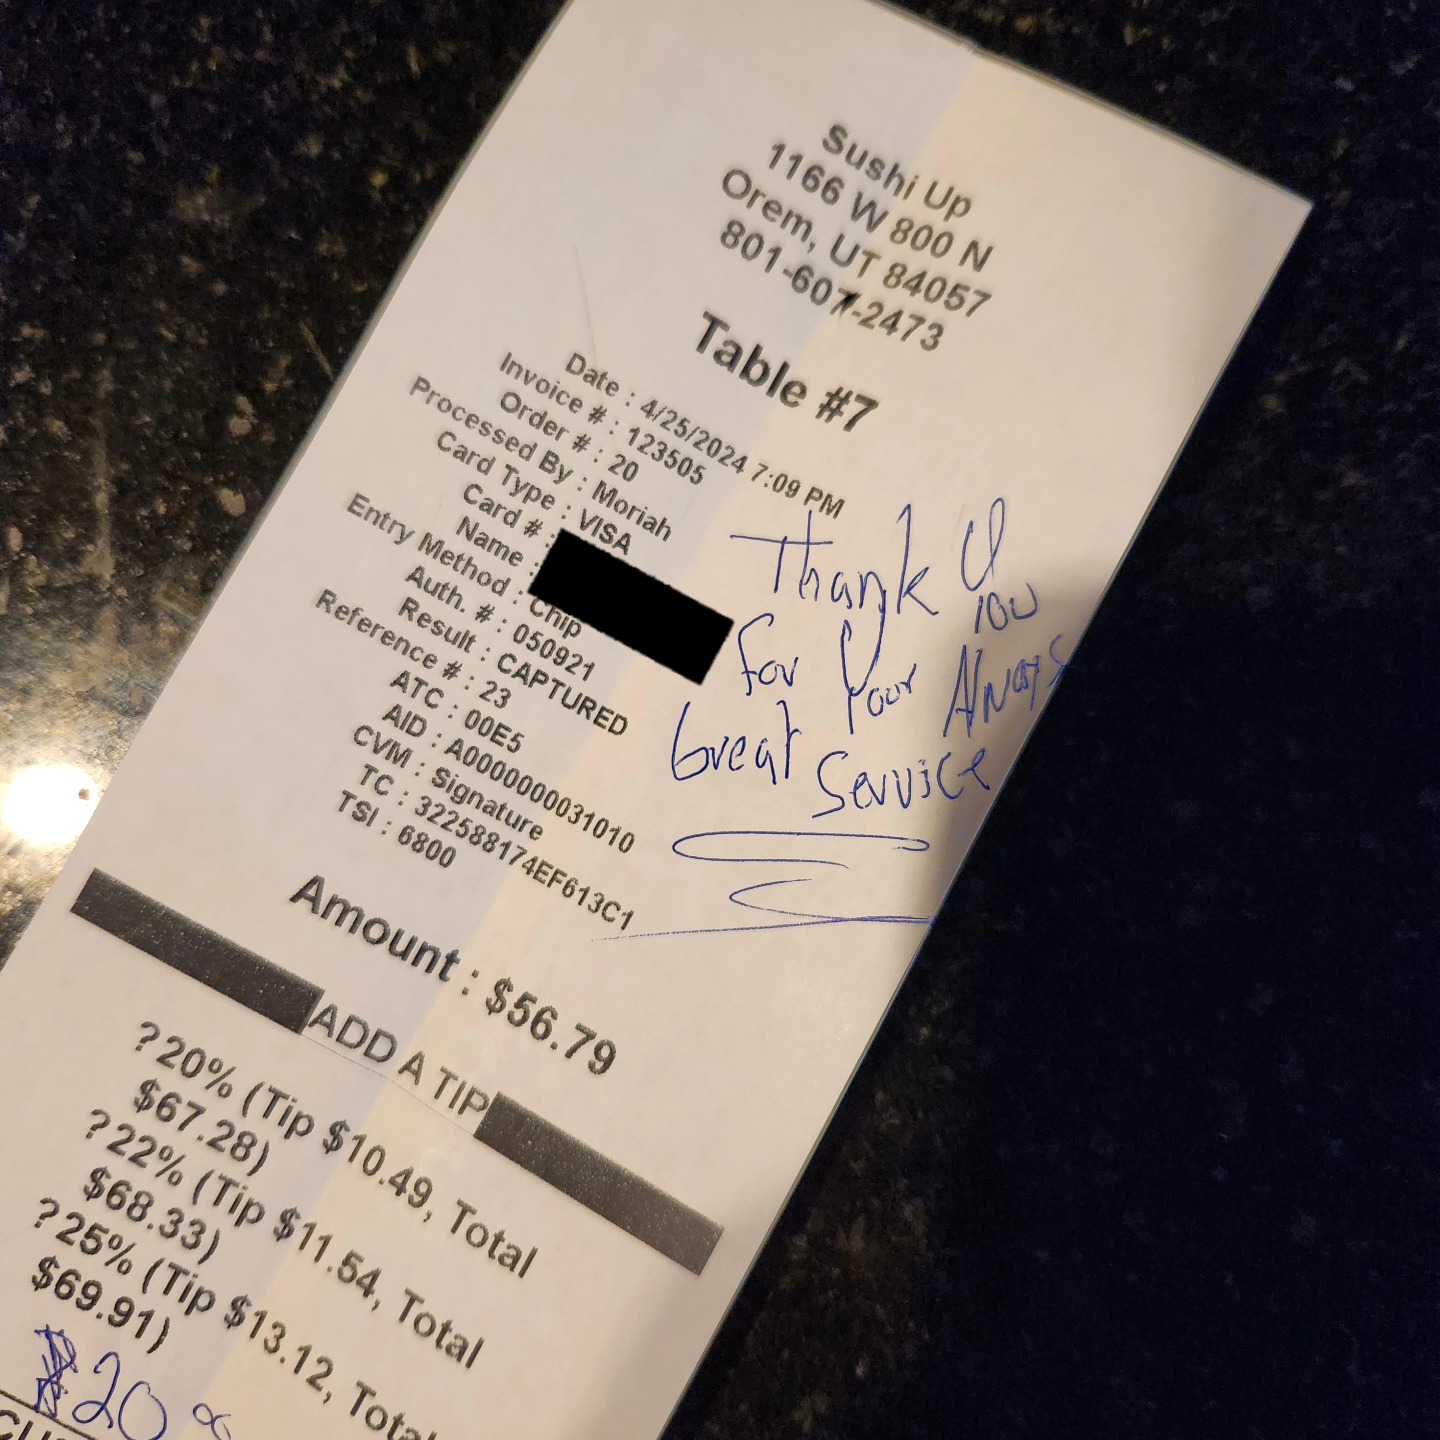 Sushi Up
1166 W 800 N
Orem, UT 84057
801-607-2473
Table #7
Date : 4/25/2024 7:09 PM
Invoice # : 123505
Order # : 20
Processed By : Moriah
Card Type : VISA
Card # :
Name :
Entry Method : Chip
Auth. # : 050921
Result : CAPTURED
Reference # : 23
ATC : 00E5
AID : A0000000031010
CVM : Signature
TC : 322588174EF613C1
TSI : 6800
Thank
You
For Your Always
Great Service
Amount : $56.79
ADD A TIP
?20% (Tip $10.49, Total
$67.28)
?22% (Tip $11.54, Total
$68.33)
?25% (Tip $13.12, Total
$69.91)
$20